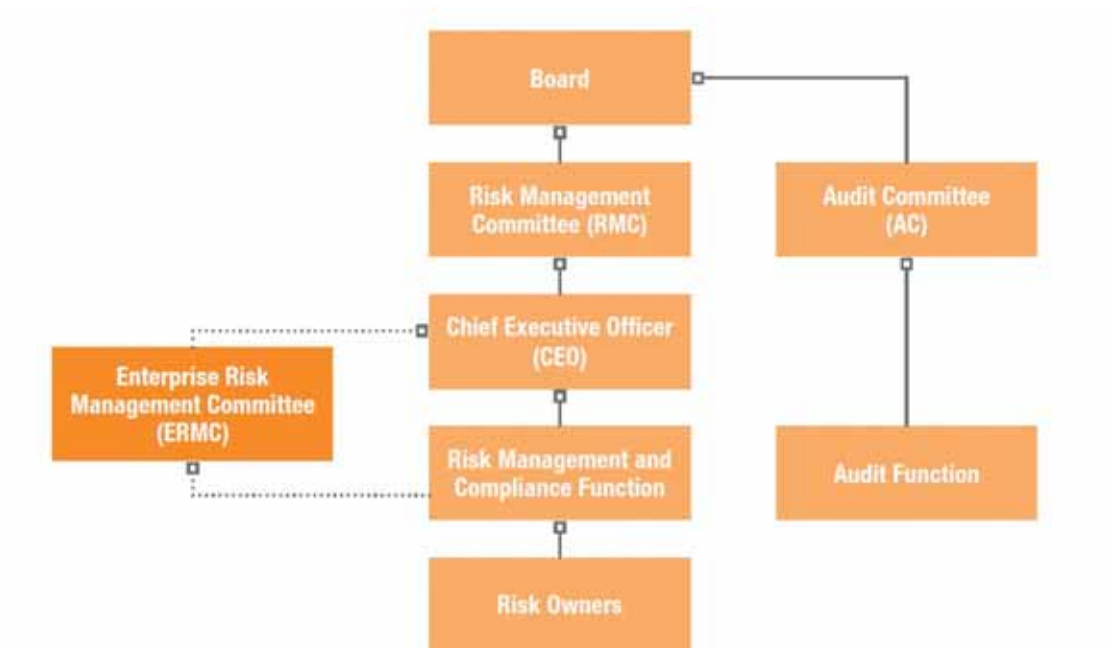 Board
Risk Management
Committee (RMC)
Audit Committee
(AC)
Chief Executive Officer
(CEO)
Enterprise Risk
Management Committee
(ERMC)
Risk Management and
Compliance Function
Audit Function
Risk Owners